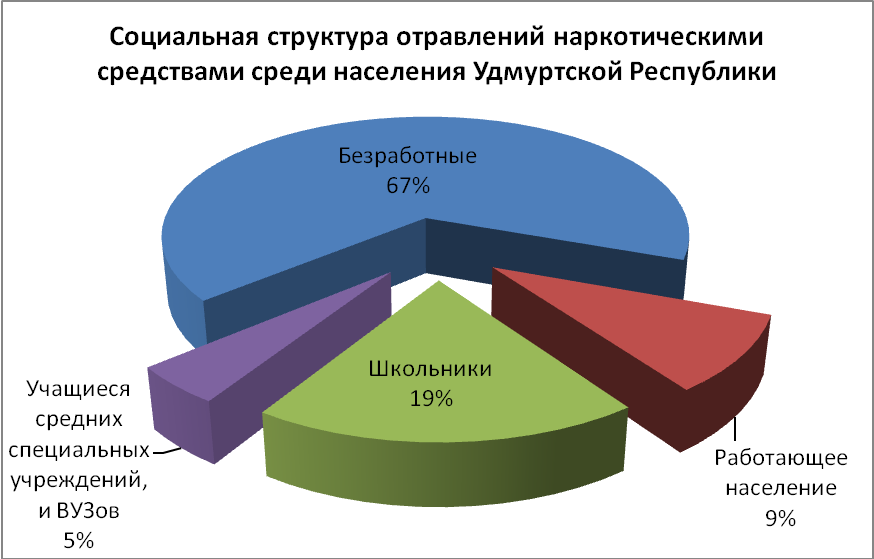 Социальная структура отравлений наркотическими
средствами среди населения Удмуртской Республики
Безработные
67%
Школьники
19%
Учащиеся
средних
специальных
учреждений,
и ВУЗов
5%
Работающее
население
9%